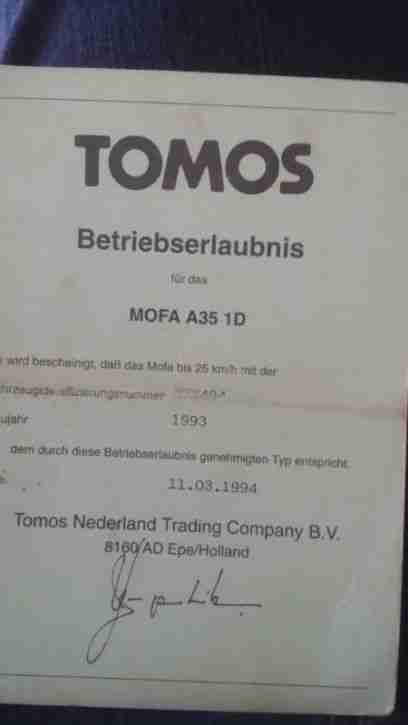 TOMOS
Betriebserlaubnis
für das
MOFA A35 1D
wird bescheinigt, daß das Mofa bis 25 km/h mit der
1993
dem durch diese Betriebserlaubnis genehmigten Typ entspricht.
11.03.1994
Tomos Nederland Trading Company B.V.
8160 AD Epe/Holland